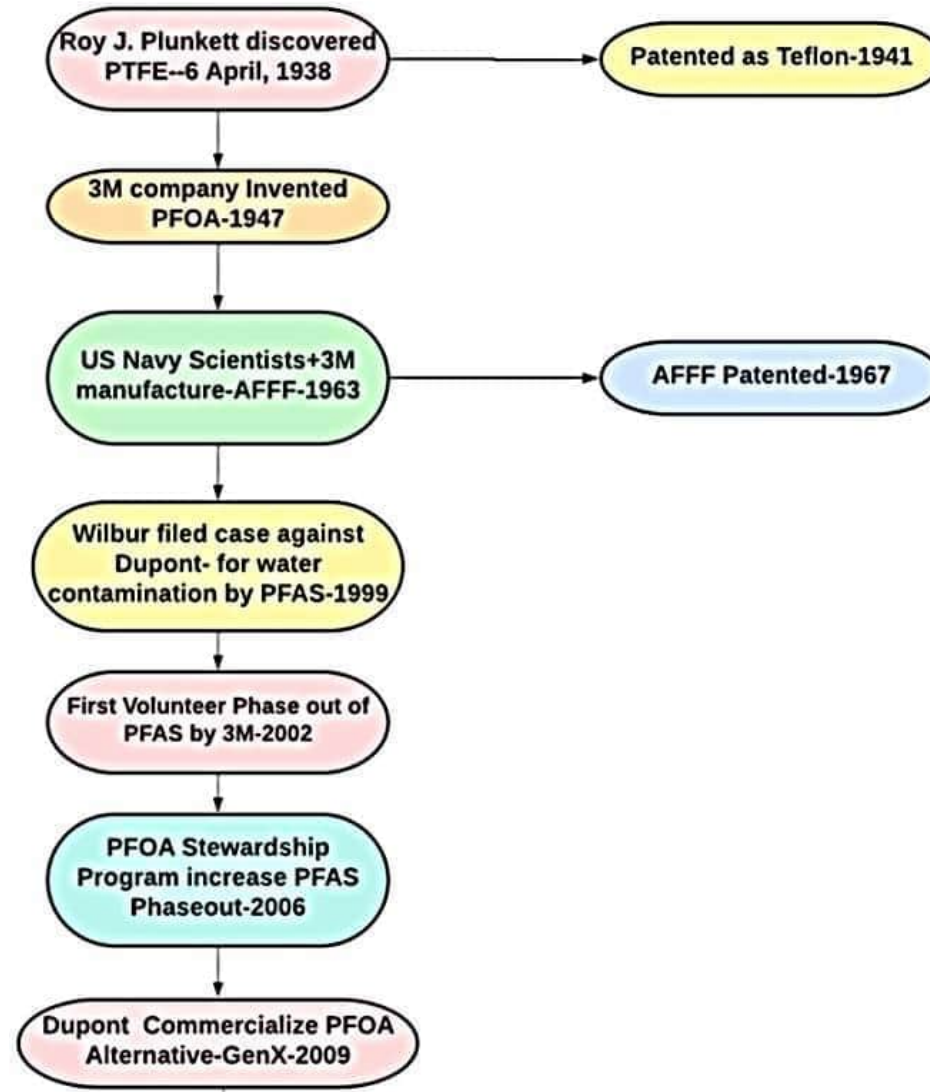 Roy J. Plunkett discovered
PTFE--6 April, 1938
Patented as Teflon-1941
3M company Invented
PFOA-1947
US Navy Scientists+3M
manufacture-AFFF-1963
AFFF Patented-1967
Wilbur filed case against
Dupont- for water
contamination by PFAS-1999
First Volunteer Phase out of
PFAS by 3M-2002
PFOA Stewardship
Program increase PFAS
Phaseout-2006
Dupont Commercialize PFOA
Alternative-GenX-2009